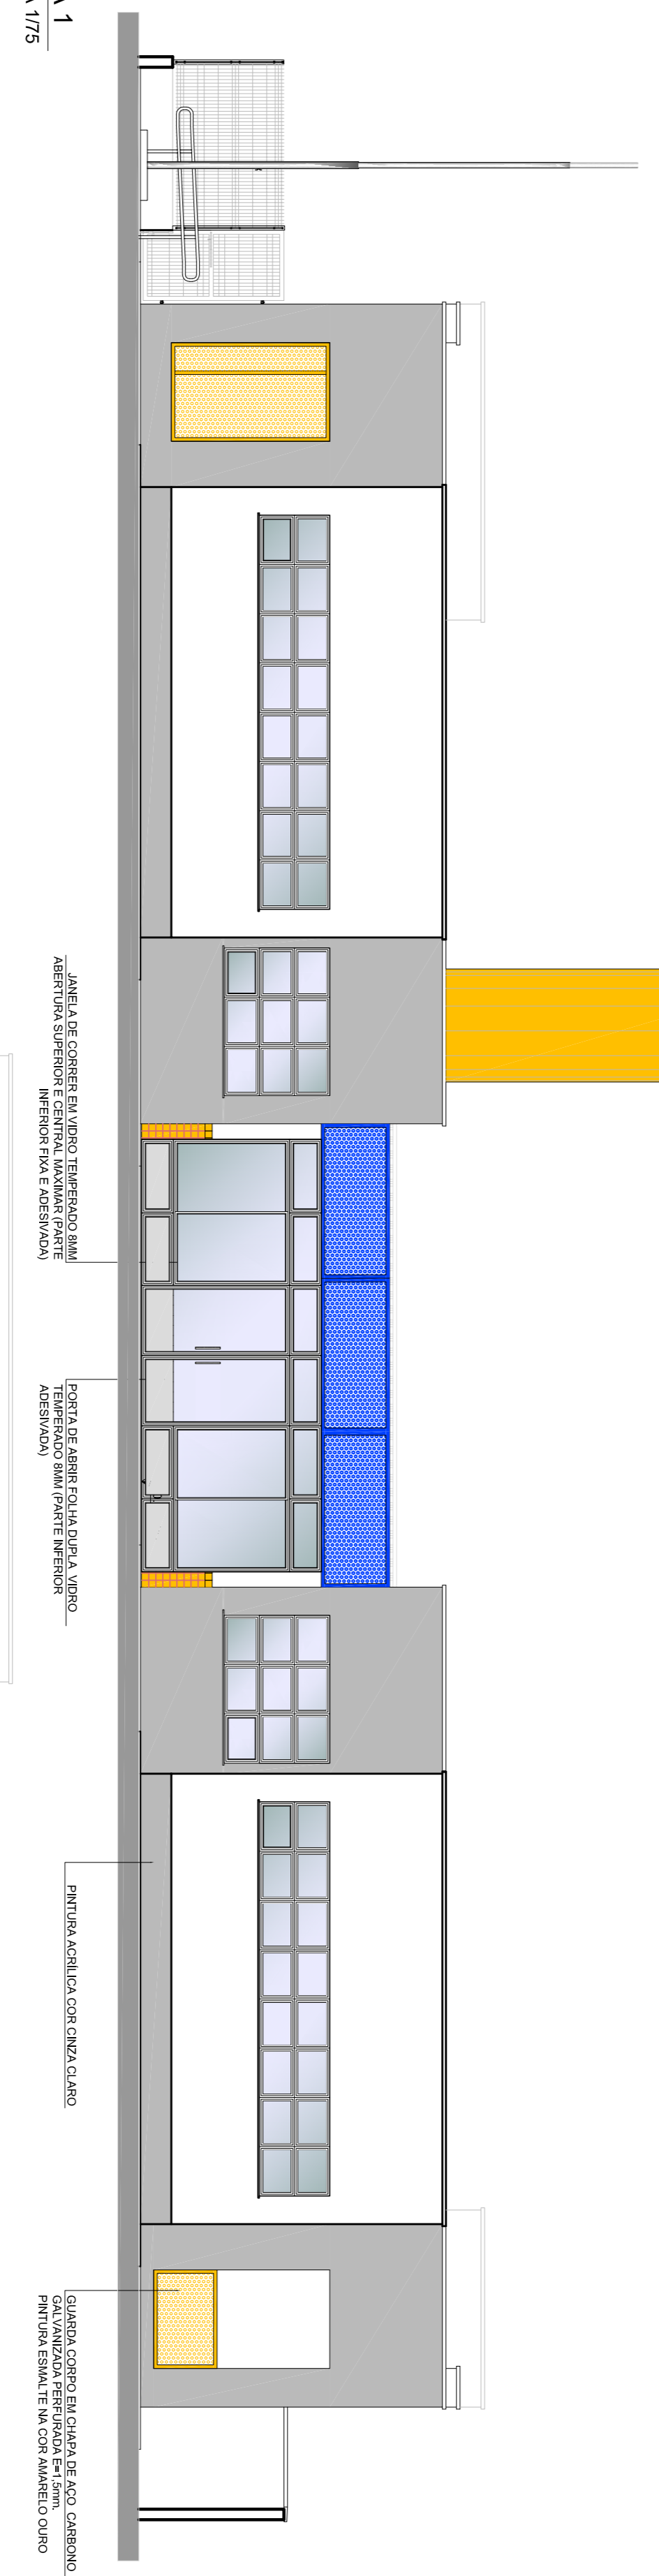 A 1
A 1/75
JANELA DE CORRER EM VIDRO TEMPERADO 8MM
ABERTURA SUPERIOR E CENTRAL MAXIMAR (PARTE
INFERIOR FIXA E ADESIVADA)
PORTA DE ABRIR FOLHA DUPLA VIDRO
TEMPERADO 8MM (PARTE INFERIOR
ADESIVADA)
PINTURA ACRÍLICA COR CINZA CLARO
GUARDA CORPO EM CHAPA DE AÇO CARBONO
GALVANIZADA PERFURADA E=1,5mm,
PINTURA ESMALTE NA COR AMARELO OURO